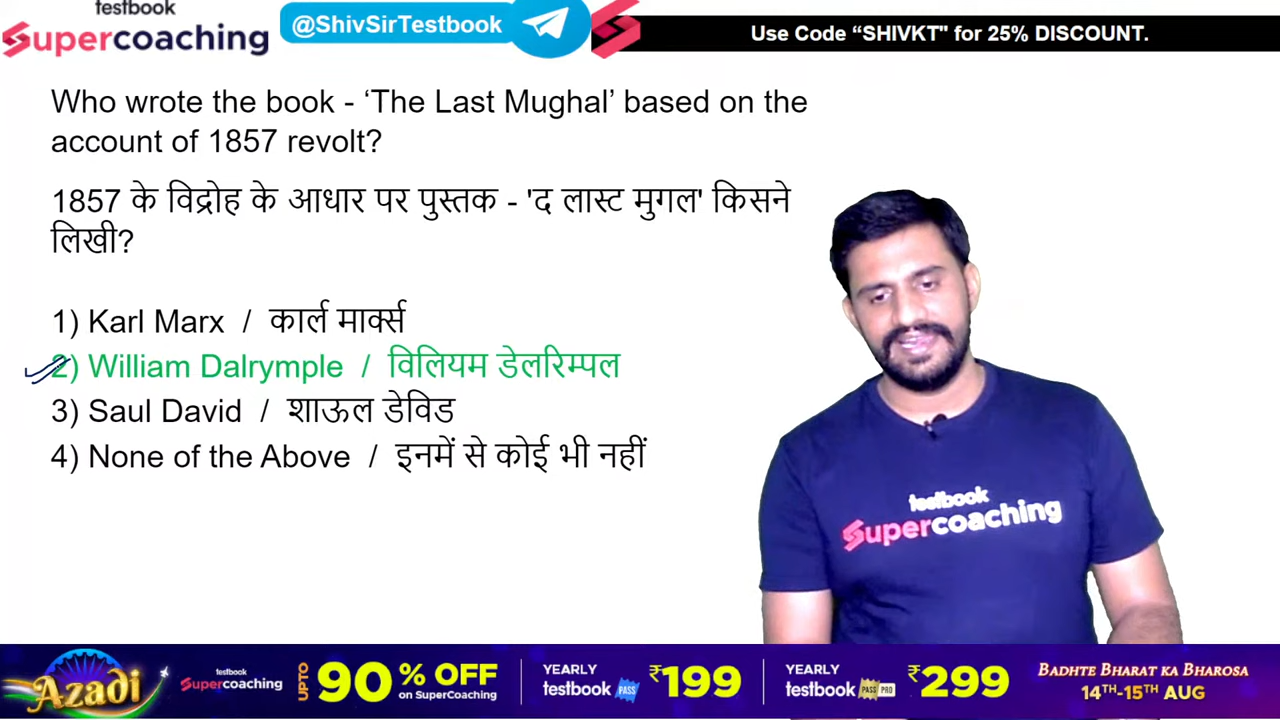 testbook
Supercoaching
@ShivSirTestbook
Use Code “SHIVKT" for 25% DISCOUNT.
Who wrote the book - ‘The Last Mughal’ based on the
account of 1857 revolt?
1857 के विद्रोह के आधार पर पुस्तक - 'द लास्ट मुगल' किसने
लिखी?
1) Karl Marx / कार्ल मार्क्स
2) William Dalrymple / विलियम डेलरिम्पल
3) Saul David / शाऊल डेविड
4) None of the Above / इनमें से कोई भी नहीं
testbook
Supercoaching
Azadi
testbook
Supercoaching
UPTO 90% OFF
on SuperCoaching
YEARLY
testbook PASS
₹199
YEARLY
testbook PASS PRO
₹299
BADHTE BHARAT KA BHAROSA
14TH-15TH AUG